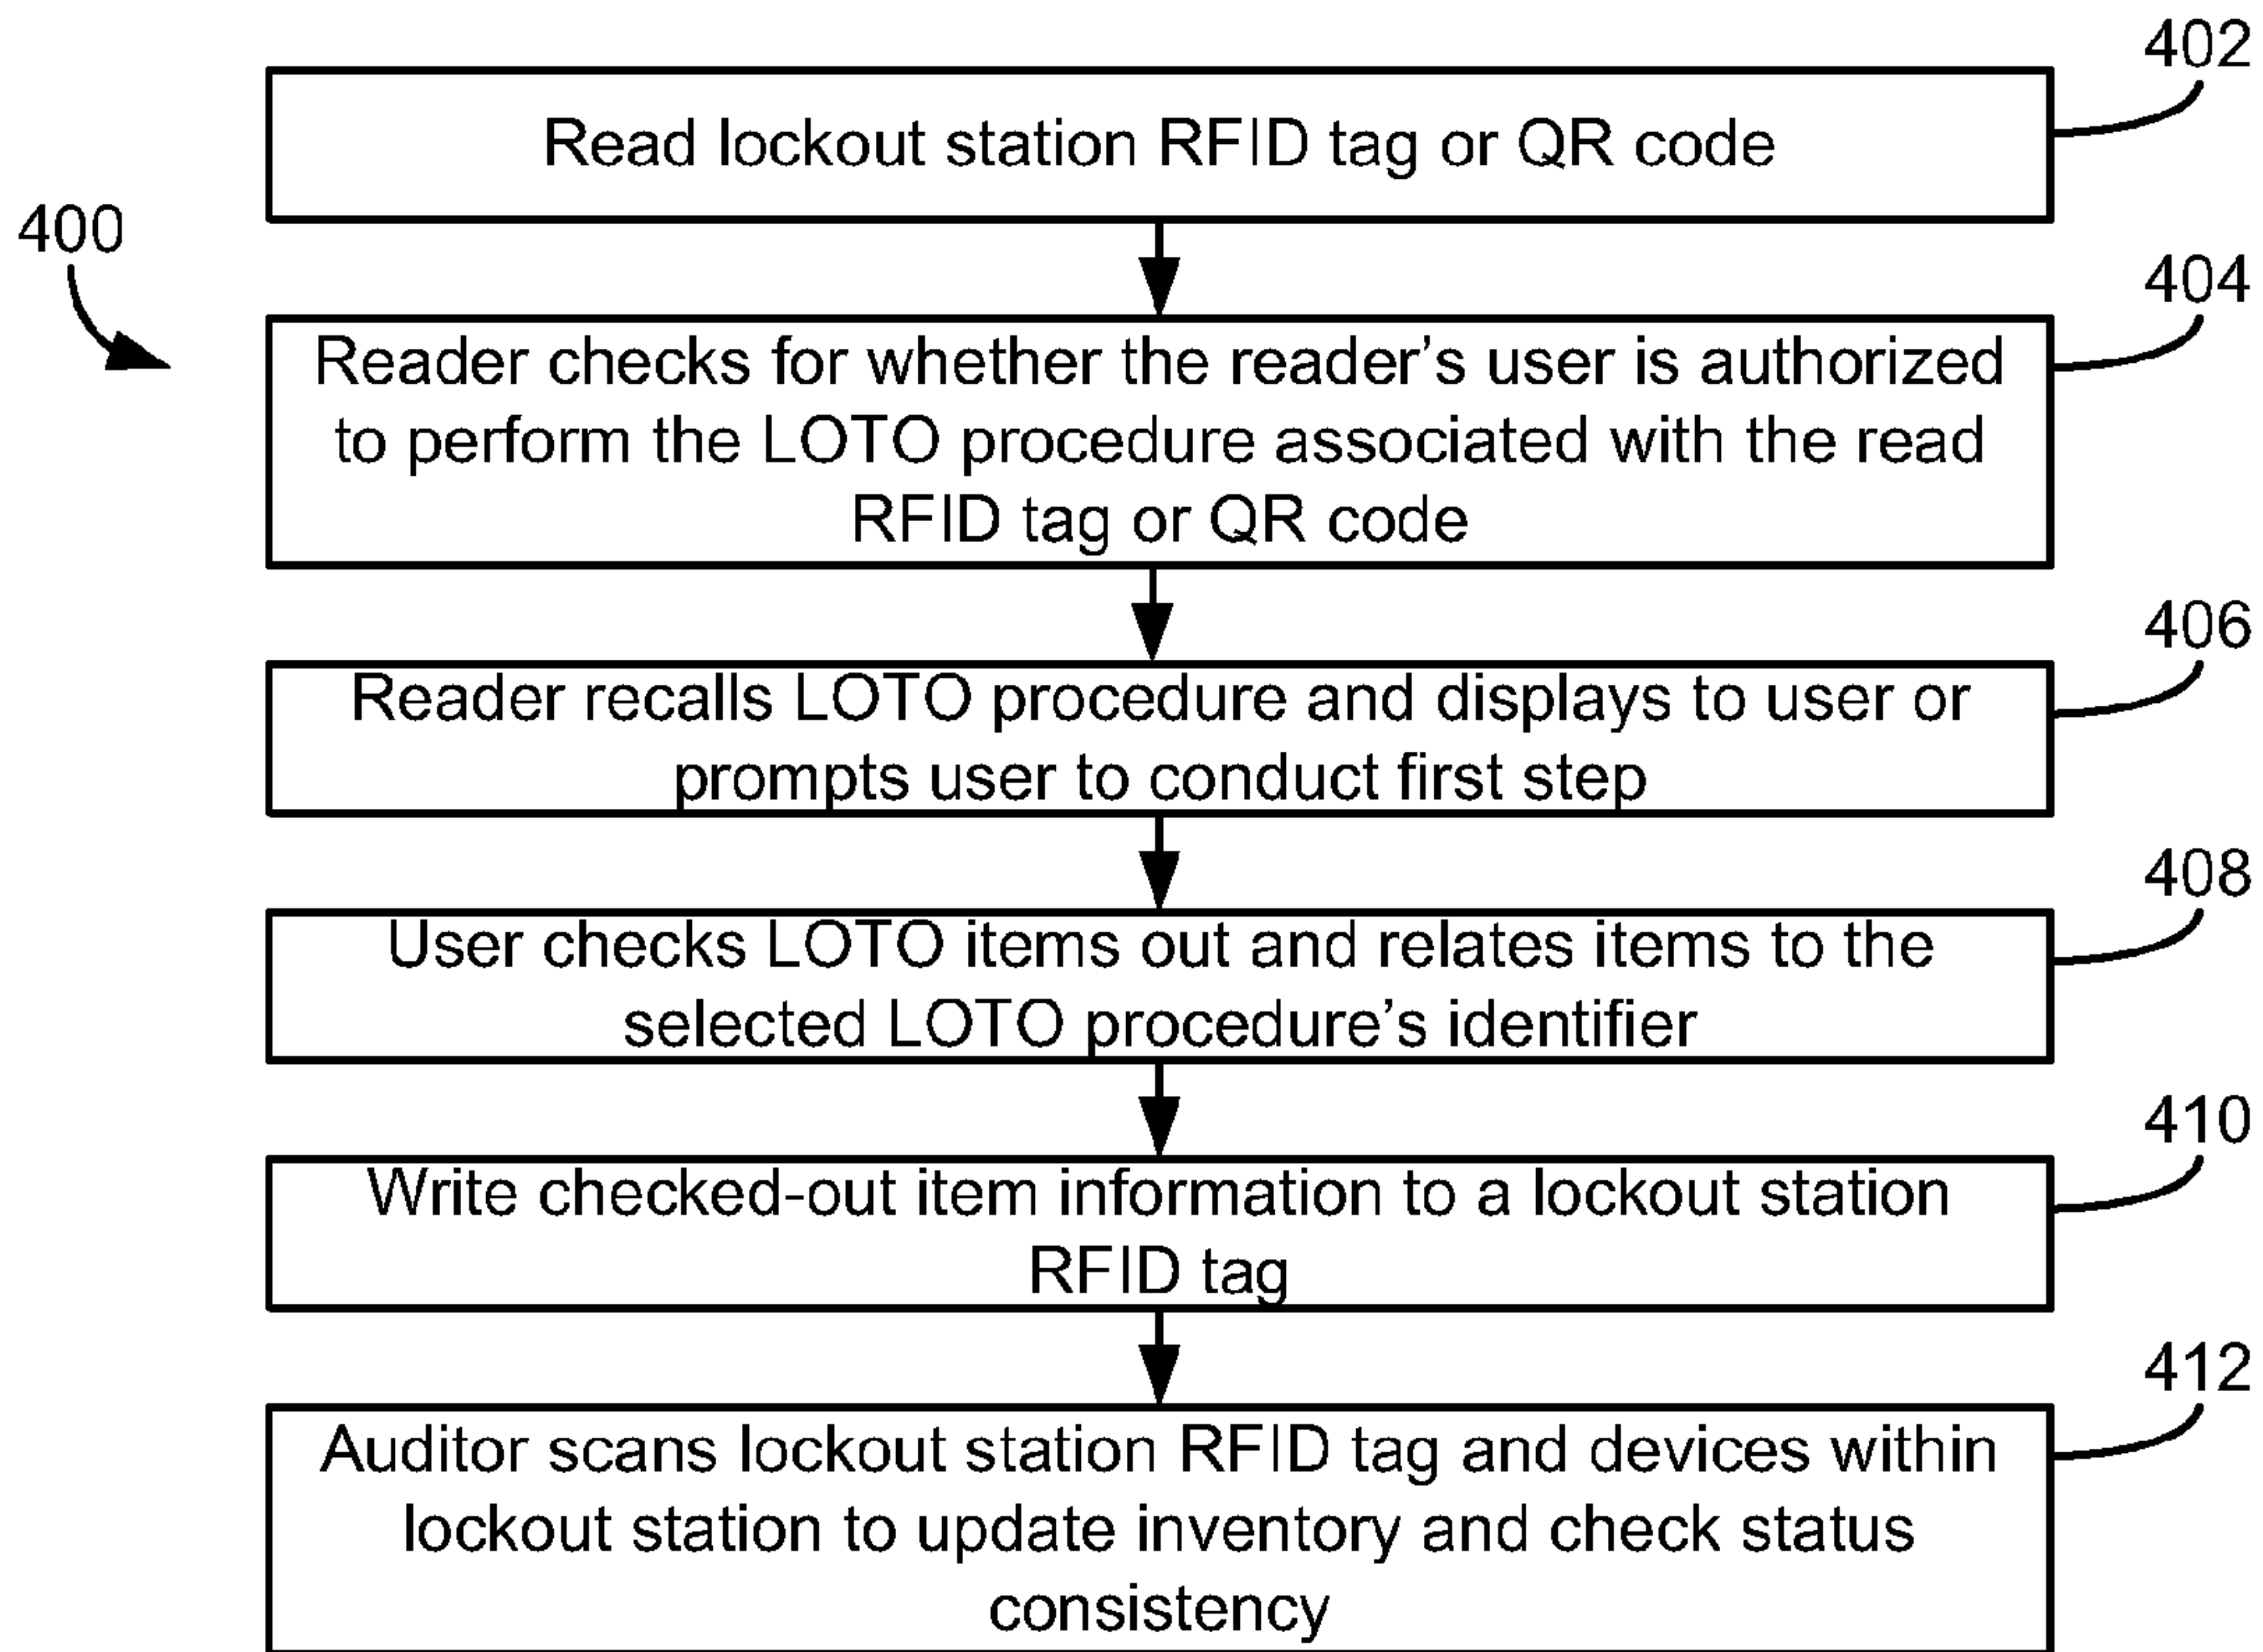 402
Read lockout station RFID tag or QR code
400
404
Reader checks for whether the reader’s user is authorized
to perform the LOTO procedure associated with the read
RFID tag or QR code
406
Reader recalls LOTO procedure and displays to user or
prompts user to conduct first step
408
User checks LOTO items out and relates items to the
selected LOTO procedure’s identifier
410
Write checked-out item information to a lockout station
RFID tag
412
Auditor scans lockout station RFID tag and devices within
lockout station to update inventory and check status
consistency